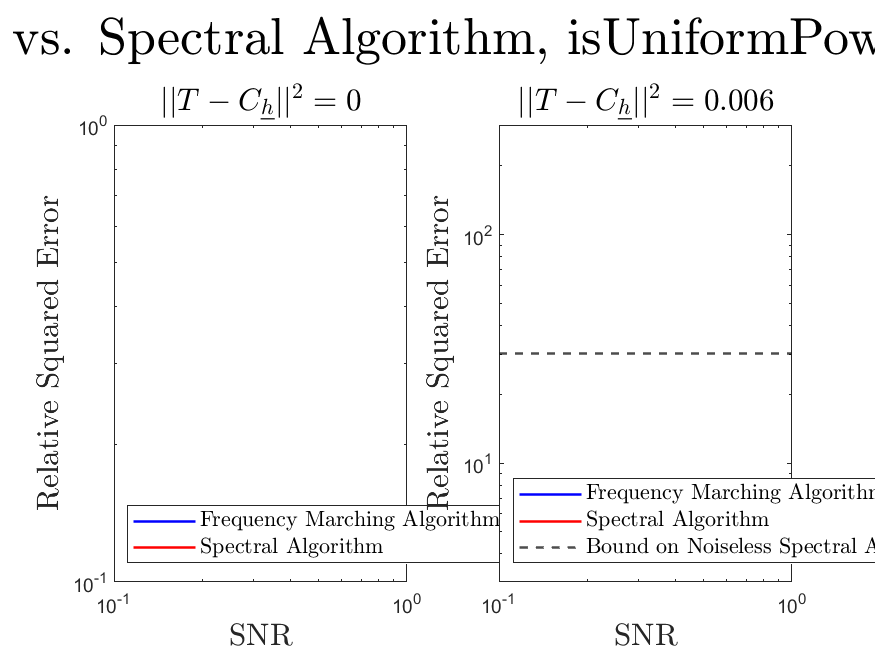 vs. Spectral Algorithm, isUniformPow
||T − C_h||² = 0
||T − C_h||² = 0.006
Relative Squared Error
10⁰
10⁻¹
10⁻¹
10⁰
SNR
Frequency Marching Algorithm
Spectral Algorithm
Relative Squared Error
10²
10¹
10⁻¹
10⁰
SNR
Frequency Marching Algorithm
Spectral Algorithm
Bound on Noiseless Spectral A